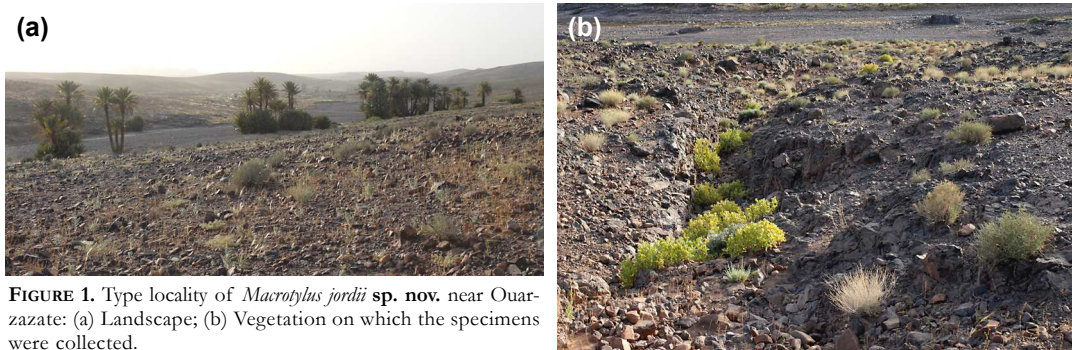 (a)
(b)
FIGURE 1. Type locality of Macrotylus jordii sp. nov. near Ouar-
zazate: (a) Landscape; (b) Vegetation on which the specimens
were collected.